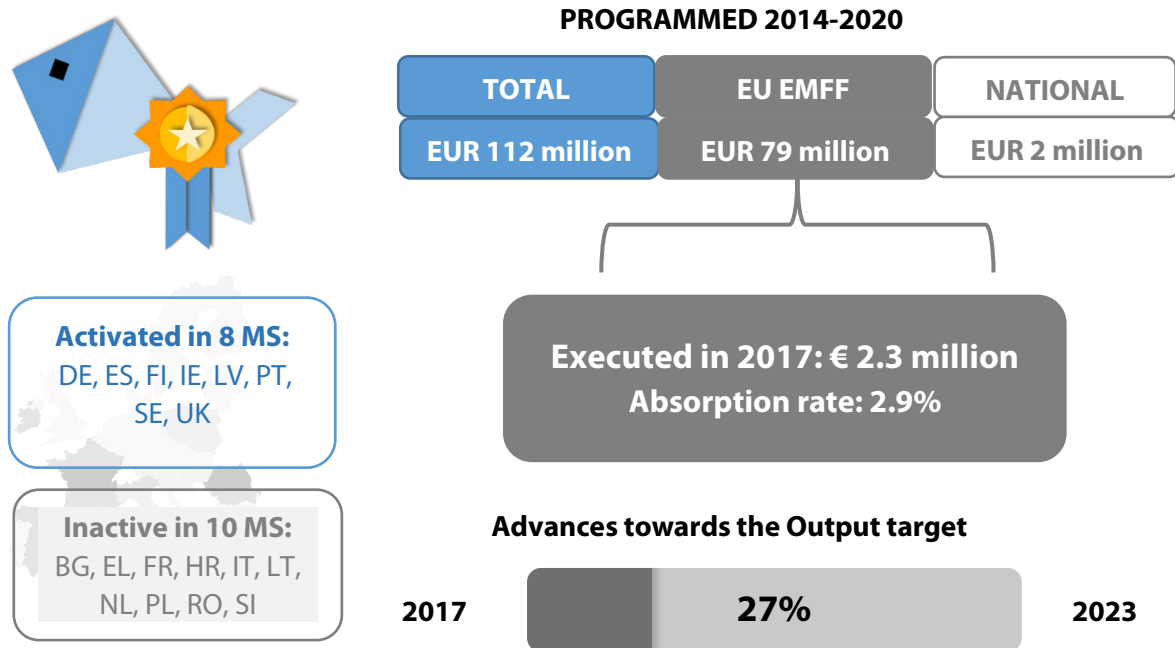 PROGRAMMED 2014-2020
TOTAL
EU EMFF
NATIONAL
EUR 112 million
EUR 79 million
EUR 2 million
Activated in 8 MS:
DE, ES, FI, IE, LV, PT,
SE, UK
Executed in 2017: € 2.3 million
Absorption rate: 2.9%
Inactive in 10 MS:
BG, EL, FR, HR, IT, LT,
NL, PL, RO, SI
Advances towards the Output target
2017
27%
2023